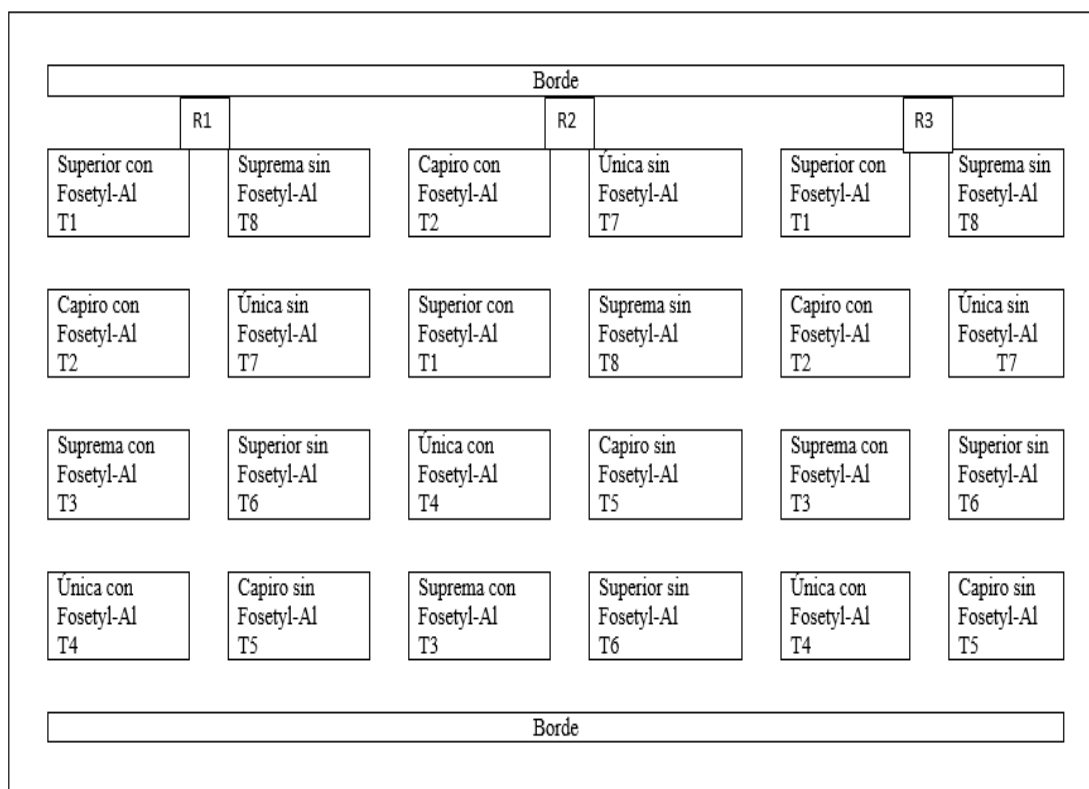 Borde
R1
R2
R3
Superior con
Fosetyl-Al
T1
Suprema sin
Fosetyl-Al
T8
Capiro con
Fosetyl-Al
T2
Única sin
Fosetyl-Al
T7
Superior con
Fosetyl-Al
T1
Suprema sin
Fosetyl-Al
T8
Capiro con
Fosetyl-Al
T2
Única sin
Fosetyl-Al
T7
Superior con
Fosetyl-Al
T1
Suprema sin
Fosetyl-Al
T8
Capiro con
Fosetyl-Al
T2
Única sin
Fosetyl-Al
T7
Suprema con
Fosetyl-Al
T3
Superior sin
Fosetyl-Al
T6
Única con
Fosetyl-Al
T4
Capiro sin
Fosetyl-Al
T5
Suprema con
Fosetyl-Al
T3
Superior sin
Fosetyl-Al
T6
Única con
Fosetyl-Al
T4
Capiro sin
Fosetyl-Al
T5
Suprema con
Fosetyl-Al
T3
Superior sin
Fosetyl-Al
T6
Única con
Fosetyl-Al
T4
Capiro sin
Fosetyl-Al
T5
Borde